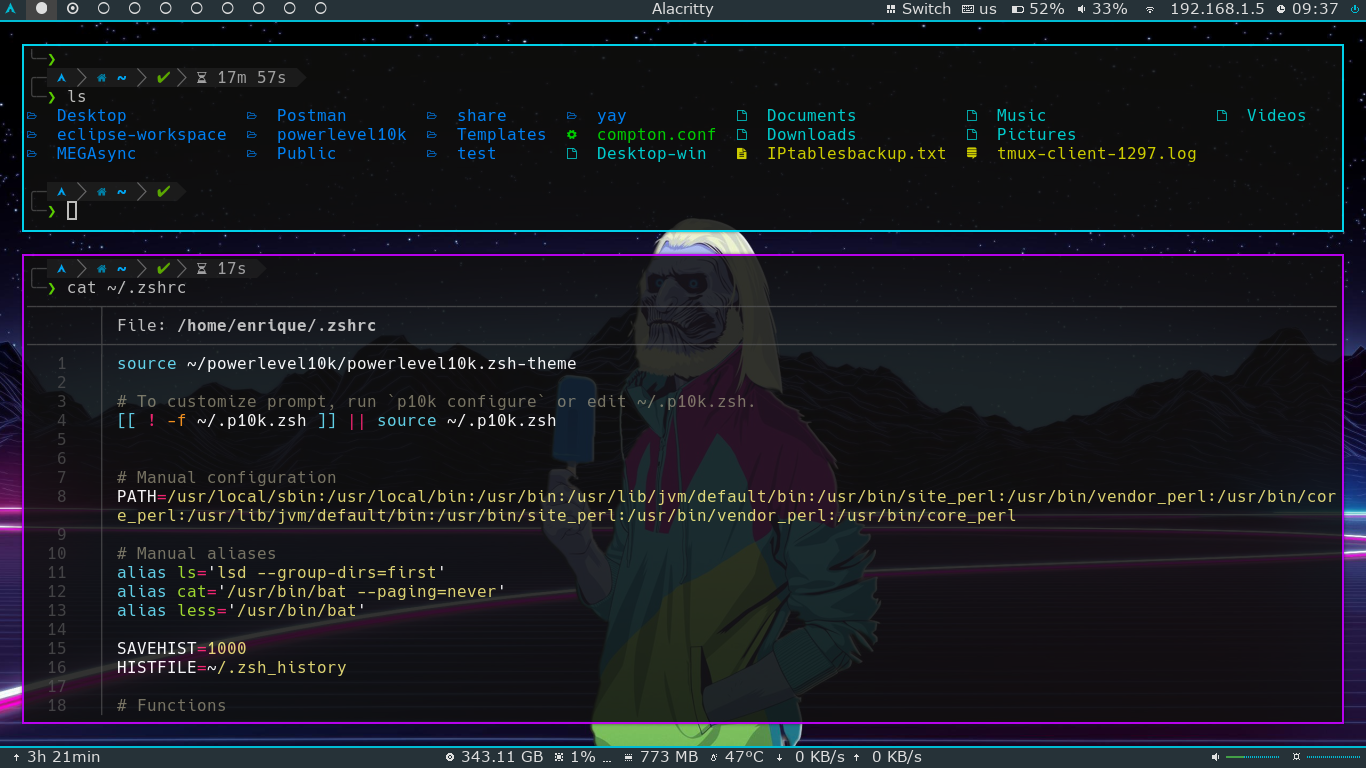 Alacritty Switch us 52% 33% 192.168.1.5 09:37
❯
~ ✔ 17m 57s
❯ ls
Desktop Postman share yay Documents Music Videos
eclipse-workspace powerlevel10k Templates compton.conf Downloads Pictures
MEGAsync Public test Desktop-win IPtablesbackup.txt tmux-client-1297.log
~ ✔
❯
~ ✔ 17s
❯ cat ~/.zshrc
File: /home/enrique/.zshrc
1 source ~/powerlevel10k/powerlevel10k.zsh-theme
2
3 # To customize prompt, run `p10k configure` or edit ~/.p10k.zsh.
4 [[ ! -f ~/.p10k.zsh ]] || source ~/.p10k.zsh
5
6
7 # Manual configuration
8 PATH=/usr/local/sbin:/usr/local/bin:/usr/bin:/usr/lib/jvm/default/bin:/usr/bin/site_perl:/usr/bin/vendor_perl:/usr/bin/cor
e_perl:/usr/lib/jvm/default/bin:/usr/bin/site_perl:/usr/bin/vendor_perl:/usr/bin/core_perl
9
10 # Manual aliases
11 alias ls='lsd --group-dirs=first'
12 alias cat='/usr/bin/bat --paging=never'
13 alias less='/usr/bin/bat'
14
15 SAVEHIST=1000
16 HISTFILE=~/.zsh_history
17
18 # Functions
↑ 3h 21min 343.11 GB 1% … 773 MB 47ºC ↓ 0 KB/s ↑ 0 KB/s